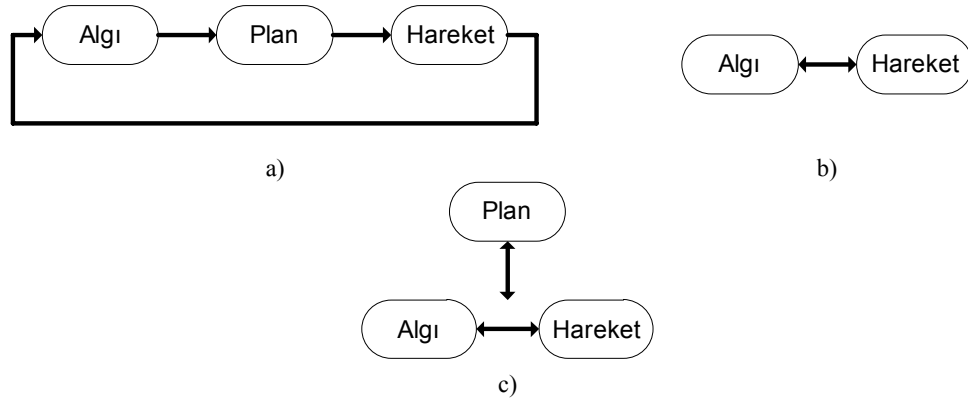 Algı Plan Hareket
a)
Algı Hareket
b)
Plan
Algı Hareket
c)